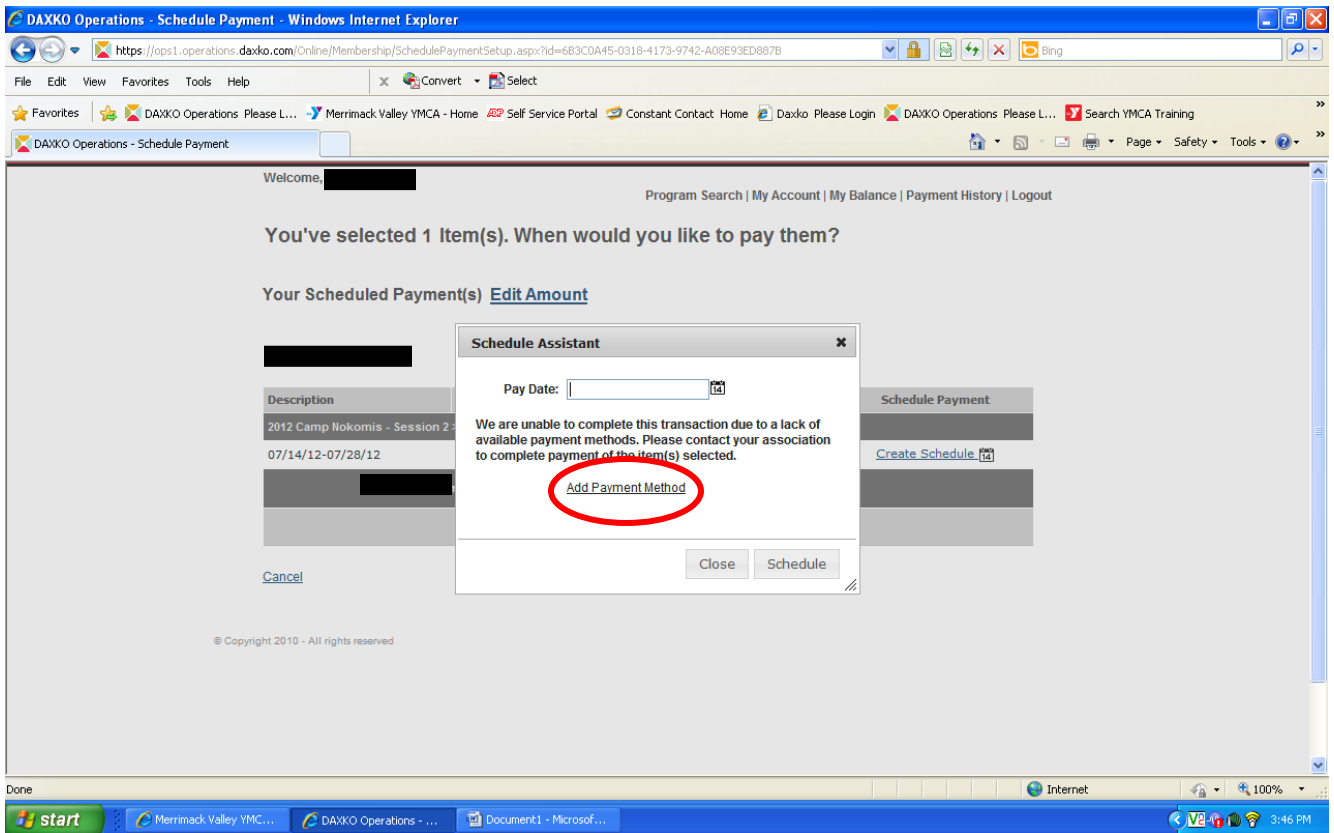 DAXKO Operations - Schedule Payment - Windows Internet Explorer
https://ops1.operations.daxko.com/Online/Membership/SchedulePaymentSetup.aspx?id=6B3C0A45-0318-4173-9742-A08E93ED887B
Bing
File Edit View Favorites Tools Help x Convert Select
Favorites DAXKO Operations Please L... Merrimack Valley YMCA - Home Self Service Portal Constant Contact Home Daxko Please Login DAXKO Operations Please L... Search YMCA Training »
DAXKO Operations - Schedule Payment Page Safety Tools »
Welcome,
Program Search | My Account | My Balance | Payment History | Logout
You've selected 1 Item(s). When would you like to pay them?
Your Scheduled Payment(s) Edit Amount
Schedule Assistant
Pay Date: 14
We are unable to complete this transaction due to a lack of
available payment methods. Please contact your association
to complete payment of the item(s) selected.
Add Payment Method
Close Schedule
Description Schedule Payment
2012 Camp Nokomis - Session 2
07/14/12-07/28/12 Create Schedule 14
Cancel
© Copyright 2010 - All rights reserved
Done Internet 100%
start Merrimack Valley YMC... DAXKO Operations - ... Document1 - Microsof... 3:46 PM